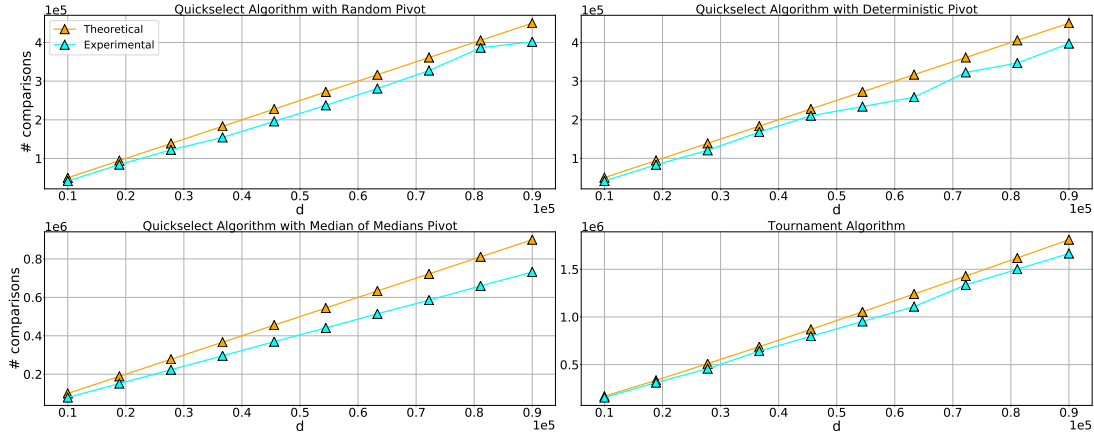 Quickselect Algorithm with Random Pivot
1e5
Theoretical
Experimental
# comparisons
4
3
2
1
0.1 0.2 0.3 0.4 0.5 0.6 0.7 0.8 0.9
d
1e5
Quickselect Algorithm with Deterministic Pivot
1e5
4
3
2
1
0.1 0.2 0.3 0.4 0.5 0.6 0.7 0.8 0.9
d
1e5
Quickselect Algorithm with Median of Medians Pivot
1e6
# comparisons
0.8
0.6
0.4
0.2
0.1 0.2 0.3 0.4 0.5 0.6 0.7 0.8 0.9
d
1e5
Tournament Algorithm
1e6
1.5
1.0
0.5
0.1 0.2 0.3 0.4 0.5 0.6 0.7 0.8 0.9
d
1e5